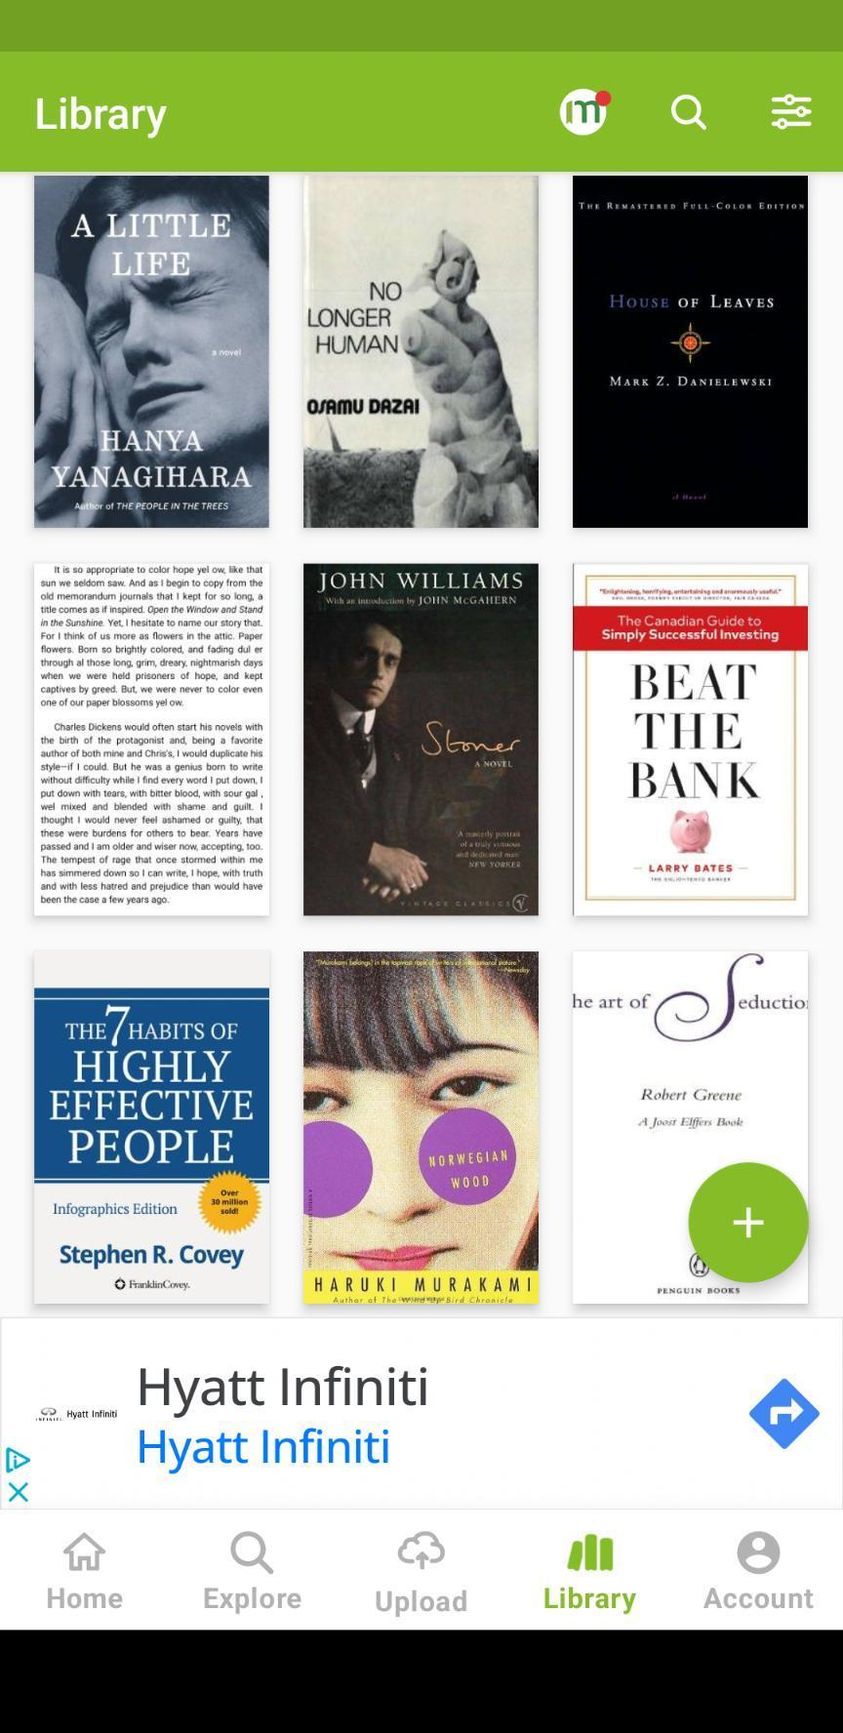 Library
m
A LITTLE
LIFE
a novel
HANYA
YANAGIHARA
Author of THE PEOPLE IN THE TREES
NO
LONGER
HUMAN
OSAMU DAZAI
THE REMASTERED FULL-COLOR EDITION
HOUSE OF LEAVES
MARK Z. DANIELEWSKI
A Novel
It is so appropriate to color hope yel ow, like that
sun we seldom saw. And as I begin to copy from the
old memorandum journals that I kept for so long, a
title comes as if inspired. Open the Window and Stand
in the Sunshine. Yet, I hesitate to name our story that.
For I think of us more as flowers in the attic. Paper
flowers. Born so brightly colored, and fading dul er
through al those long, grim, dreary, nightmarish days
when we were held prisoners of hope, and kept
captives by greed. But, we were never to color even
one of our paper blossoms yel ow.
Charles Dickens would often start his novels with
the birth of the protagonist and, being a favorite
author of both mine and Chris's, I would duplicate his
style—if I could. But he was a genius born to write
without difficulty while I find every word I put down, I
put down with tears, with bitter blood, with sour gal ,
wel mixed and blended with shame and guilt. I
thought I would never feel ashamed or guilty, that
these were burdens for others to bear. Years have
passed and I am older and wiser now, accepting, too.
The tempest of rage that once stormed within me
has simmered down so I can write, I hope, with truth
and with less hatred and prejudice than would have
been the case a few years ago.
JOHN WILLIAMS
With an introduction by JOHN McGAHERN
Stoner
A NOVEL
'A masterly portrait
of a truly virtuous
and dedicated man'
NEW YORKER
VINTAGE CLASSICS
"Enlightening, horrifying, entertaining and enormously useful."
The Canadian Guide to
Simply Successful Investing
BEAT
THE
BANK
LARRY BATES
THE ENLIGHTENED BANKER
THE 7 HABITS OF
HIGHLY
EFFECTIVE
PEOPLE
Infographics Edition
Over
30 million
sold!
Stephen R. Covey
FranklinCovey.
—Newsday
NORWEGIAN
WOOD
HARUKI MURAKAMI
Author of The Wind-Up Bird Chronicle
he art of Seductio
Robert Greene
A Joost Elffers Book
PENGUIN BOOKS
+
Hyatt Infiniti
Hyatt Infiniti
INFINITI Hyatt Infiniti
Home
Explore
Upload
Library
Account